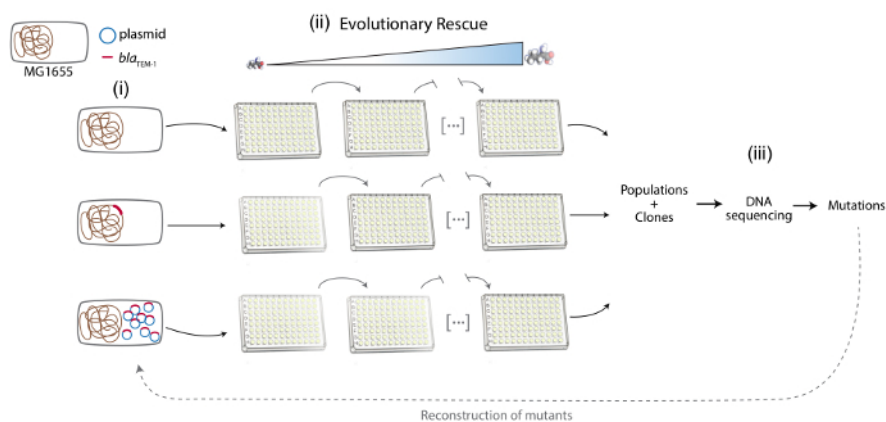 (ii) Evolutionary Rescue
plasmid
bla TEM-1
MG1655
(i)
[...]
(iii)
[...]
Populations
+
Clones
DNA
sequencing
Mutations
[...]
Reconstruction of mutants